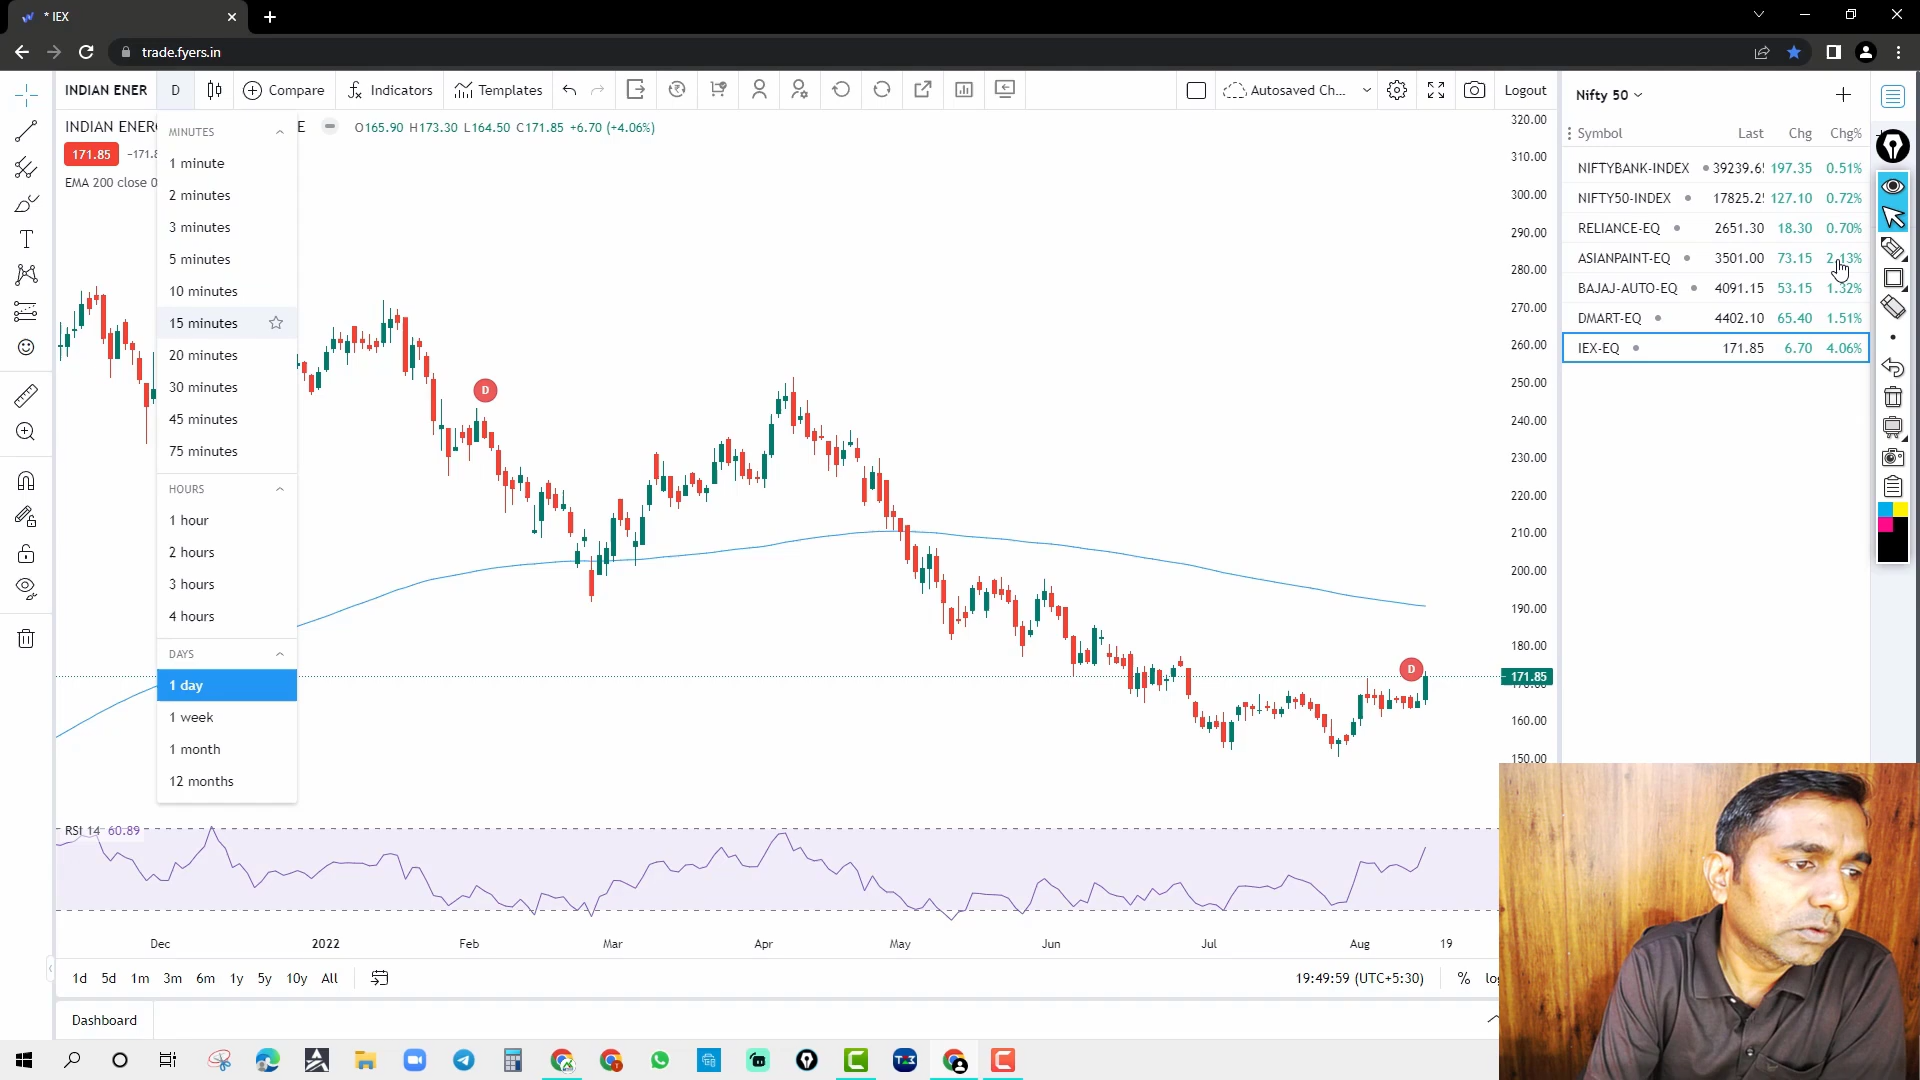 * IEX
trade.fyers.in
INDIAN ENER
D
Compare
Indicators
Templates
Autosaved Ch...
Logout
INDIAN ENER
E
O165.90 H173.30 L164.50 C171.85 +6.70 (+4.06%)
171.85
EMA 200 close 0
MINUTES
1 minute
2 minutes
3 minutes
5 minutes
10 minutes
15 minutes
20 minutes
30 minutes
45 minutes
75 minutes
HOURS
1 hour
2 hours
3 hours
4 hours
DAYS
1 day
1 week
1 month
12 months
D
D
320.00
310.00
300.00
290.00
280.00
270.00
260.00
250.00
240.00
230.00
220.00
210.00
200.00
190.00
180.00
171.85
160.00
150.00
Nifty 50
Symbol Last Chg Chg%
NIFTYBANK-INDEX 39239.6 197.35 0.51%
NIFTY50-INDEX 17825.2 127.10 0.72%
RELIANCE-EQ 2651.30 18.30 0.70%
ASIANPAINT-EQ 3501.00 73.15 2.13%
BAJAJ-AUTO-EQ 4091.15 53.15 1.32%
DMART-EQ 4402.10 65.40 1.51%
IEX-EQ 171.85 6.70 4.06%
RSI 14 60.89
Dec 2022 Feb Mar Apr May Jun Jul Aug 19
1d 5d 1m 3m 6m 1y 5y 10y All
19:49:59 (UTC+5:30)
%
Dashboard